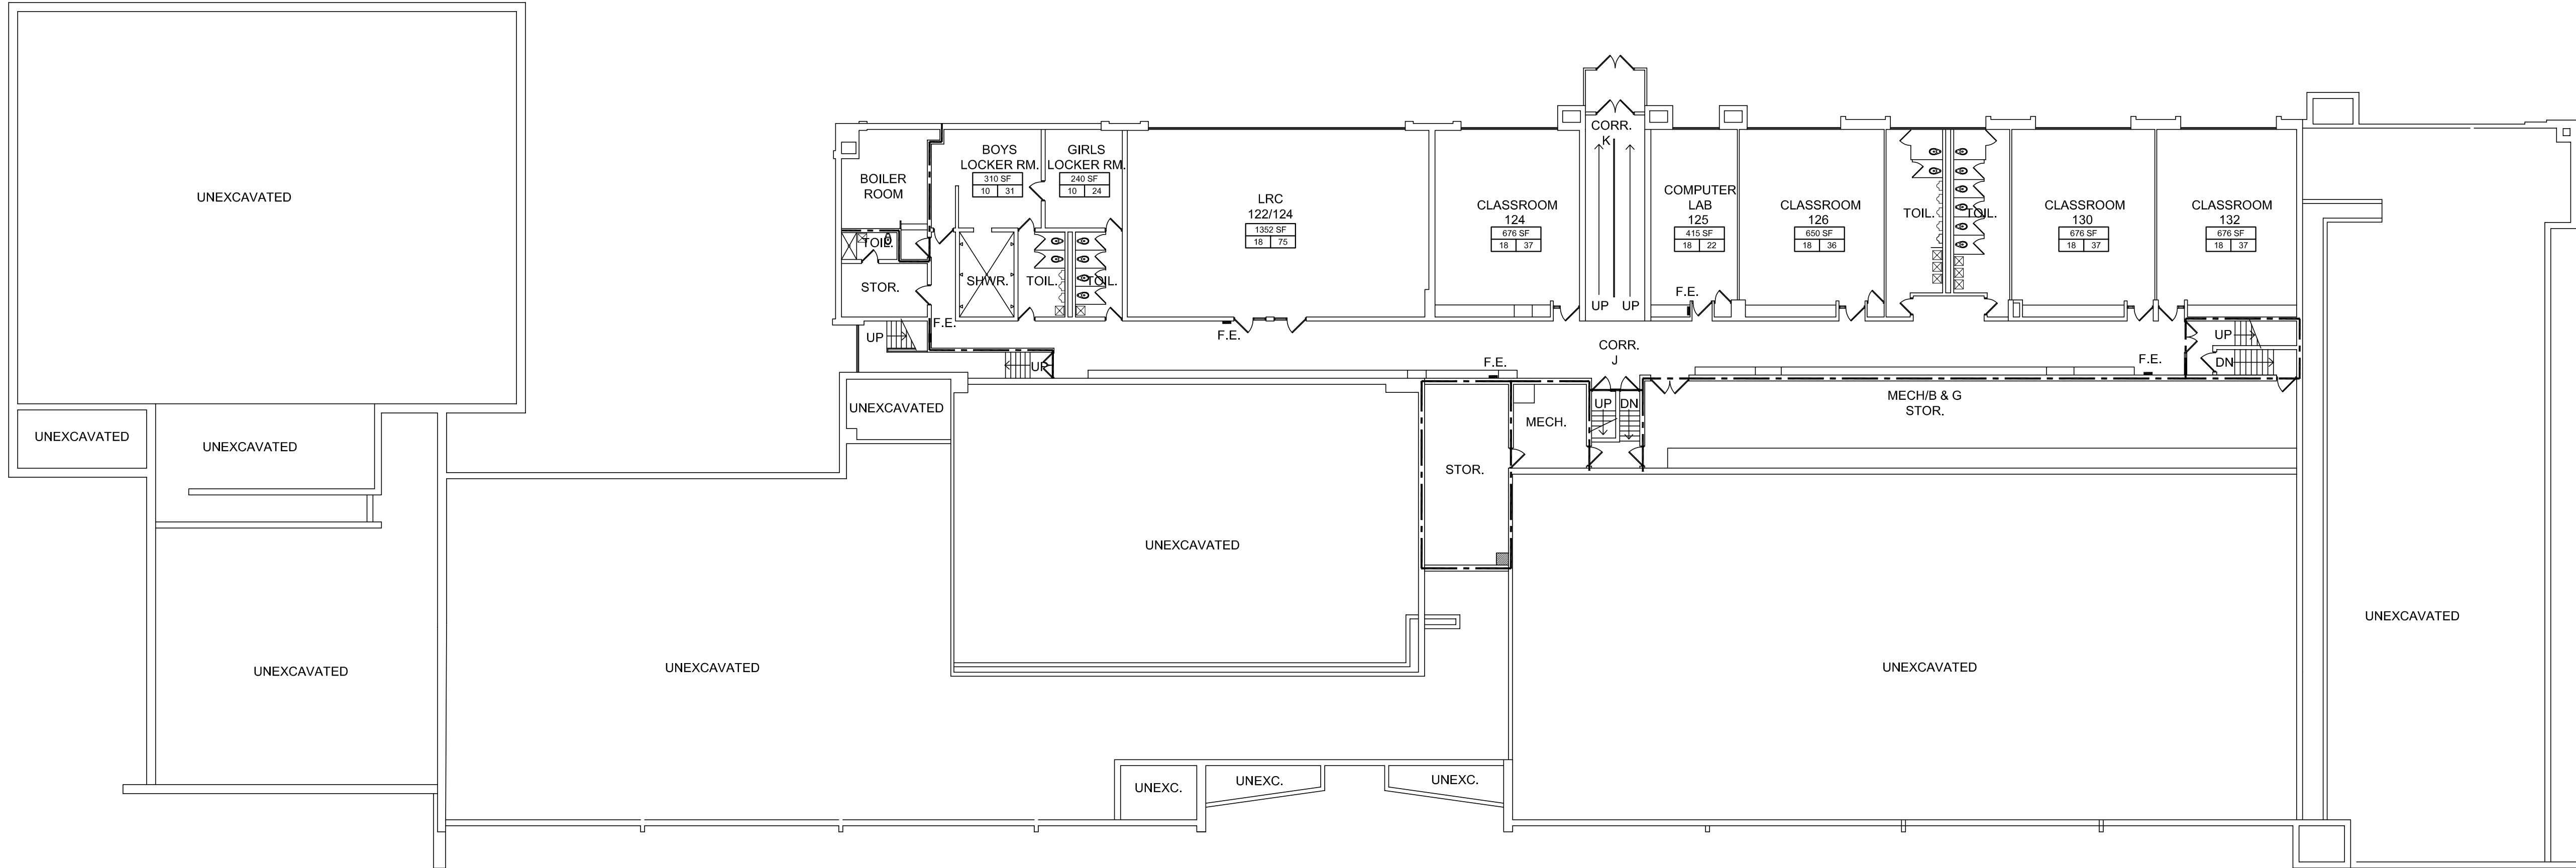 CORR.
K
UNEXCAVATED
BOILER
ROOM
BOYS
LOCKER RM.
310 SF
10 31
GIRLS
LOCKER RM.
240 SF
10 24
LRC
122/124
1352 SF
18 75
CLASSROOM
124
676 SF
18 37
COMPUTER
LAB
125
415 SF
18 22
CLASSROOM
126
650 SF
18 36
TOIL.
TOIL.
CLASSROOM
130
676 SF
18 37
CLASSROOM
132
676 SF
18 37
TOIL.
STOR.
SHWR.
TOIL.
TOIL.
UP
UP
F.E.
F.E.
UP
F.E.
UP
F.E.
CORR.
J
F.E.
UP
DN
UNEXCAVATED
UNEXCAVATED
UNEXCAVATED
MECH.
UP
DN
MECH/B & G
STOR.
STOR.
UNEXCAVATED
UNEXCAVATED
UNEXCAVATED
UNEXCAVATED
UNEXCAVATED
UNEXC.
UNEXC.
UNEXC.